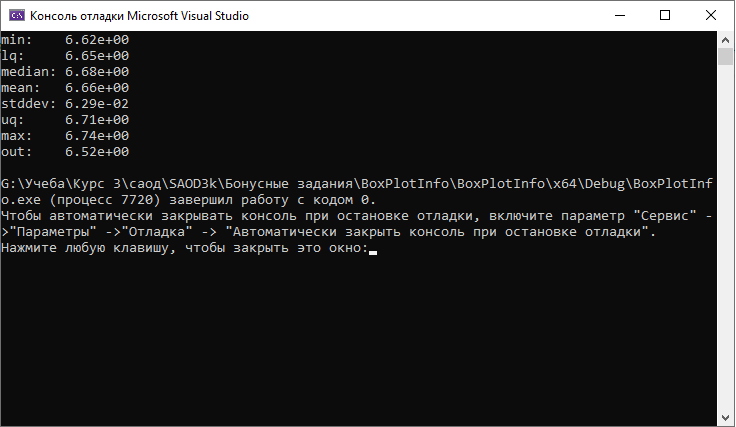 Консоль отладки Microsoft Visual Studio
min:    6.62e+00
lq:     6.65e+00
median: 6.68e+00
mean:   6.66e+00
stddev: 6.29e-02
uq:     6.71e+00
max:    6.74e+00
out:    6.52e+00
G:\Учеба\Курс 3\саод\SAOD3k\Бонусные задания\BoxPlotInfo\BoxPlotInfo\x64\Debug\BoxPlotInf
o.exe (процесс 7720) завершил работу с кодом 0.
Чтобы автоматически закрывать консоль при остановке отладки, включите параметр "Сервис" -
>"Параметры" ->"Отладка" -> "Автоматически закрыть консоль при остановке отладки".
Нажмите любую клавишу, чтобы закрыть это окно: